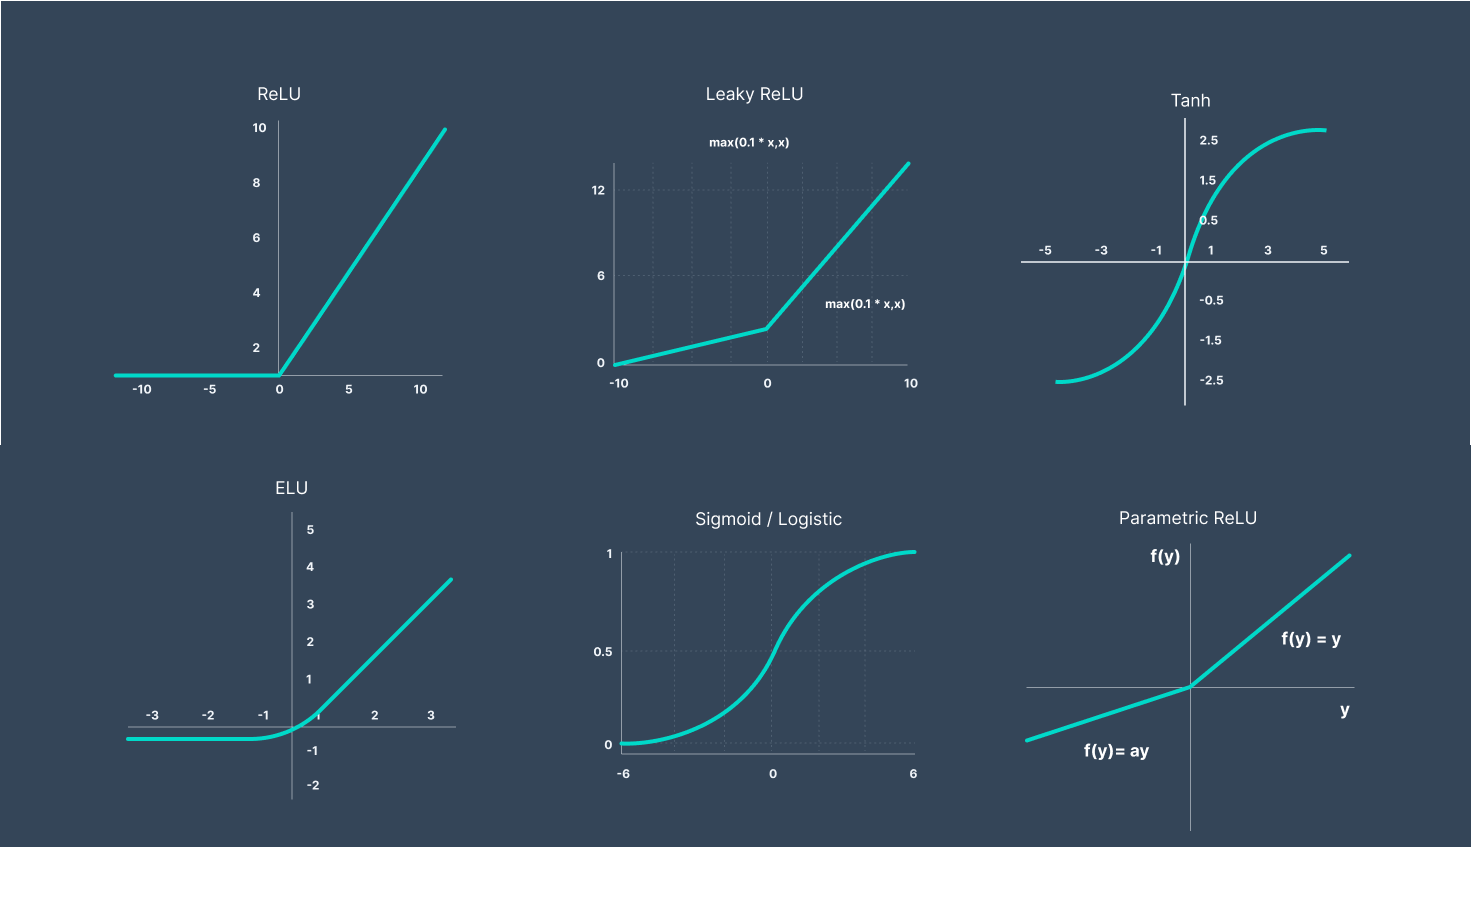 ReLU
10
8
6
4
2
-10 -5 0 5 10
Leaky ReLU
max(0.1 * x,x)
12
6
max(0.1 * x,x)
0
-10 0 10
Tanh
2.5
1.5
0.5
-5 -3 -1 1 3 5
-0.5
-1.5
-2.5
ELU
5
4
3
2
1
-3 -2 -1 1 2 3
-1
-2
Sigmoid / Logistic
1
0.5
0
-6 0 6
Parametric ReLU
f(y)
f(y) = y
y
f(y)= ay